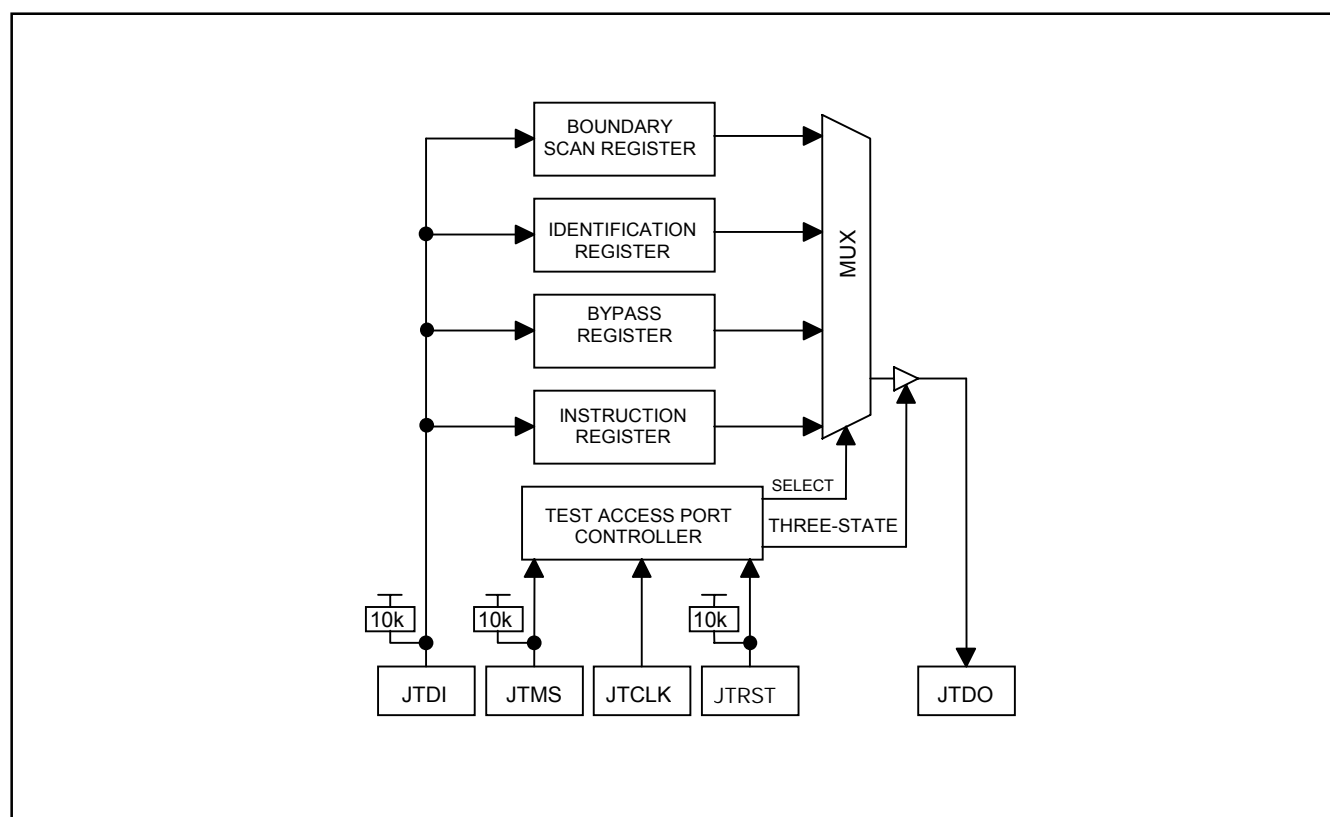 BOUNDARY
SCAN REGISTER
IDENTIFICATION
REGISTER
MUX
BYPASS
REGISTER
INSTRUCTION
REGISTER
SELECT
TEST ACCESS PORT
CONTROLLER
THREE-STATE
10k
10k
10k
JTDI
JTMS
JTCLK
JTRST
JTDO